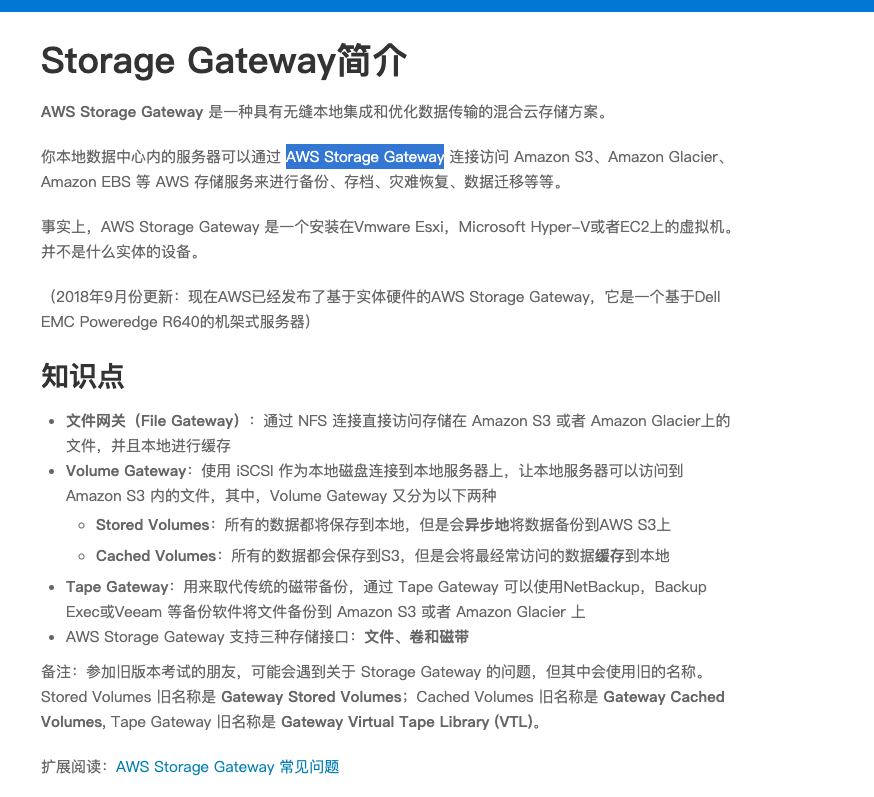 Storage Gateway简介
AWS Storage Gateway 是一种具有无缝本地集成和优化数据传输的混合云存储方案。
你本地数据中心内的服务器可以通过 AWS Storage Gateway 连接访问 Amazon S3、Amazon Glacier、
Amazon EBS 等 AWS 存储服务来进行备份、存档、灾难恢复、数据迁移等等。
事实上，AWS Storage Gateway 是一个安装在Vmware Esxi，Microsoft Hyper-V或者EC2上的虚拟机。
并不是什么实体的设备。
（2018年9月份更新：现在AWS已经发布了基于实体硬件的AWS Storage Gateway，它是一个基于Dell
EMC Poweredge R640的机架式服务器）
知识点
• 文件网关（File Gateway）：通过 NFS 连接直接访问存储在 Amazon S3 或者 Amazon Glacier上的
文件，并且本地进行缓存
• Volume Gateway：使用 iSCSI 作为本地磁盘连接到本地服务器上，让本地服务器可以访问到
Amazon S3 内的文件，其中，Volume Gateway 又分为以下两种
◦ Stored Volumes：所有的数据都将保存到本地，但是会异步地将数据备份到AWS S3上
◦ Cached Volumes：所有的数据都会保存到S3，但是会将最经常访问的数据缓存到本地
• Tape Gateway：用来取代传统的磁带备份，通过 Tape Gateway 可以使用NetBackup，Backup
Exec或Veeam 等备份软件将文件备份到 Amazon S3 或者 Amazon Glacier 上
• AWS Storage Gateway 支持三种存储接口：文件、卷和磁带
备注：参加旧版本考试的朋友，可能会遇到关于 Storage Gateway 的问题，但其中会使用旧的名称。
Stored Volumes 旧名称是 Gateway Stored Volumes；Cached Volumes 旧名称是 Gateway Cached
Volumes, Tape Gateway 旧名称是 Gateway Virtual Tape Library (VTL)。
扩展阅读：AWS Storage Gateway 常见问题